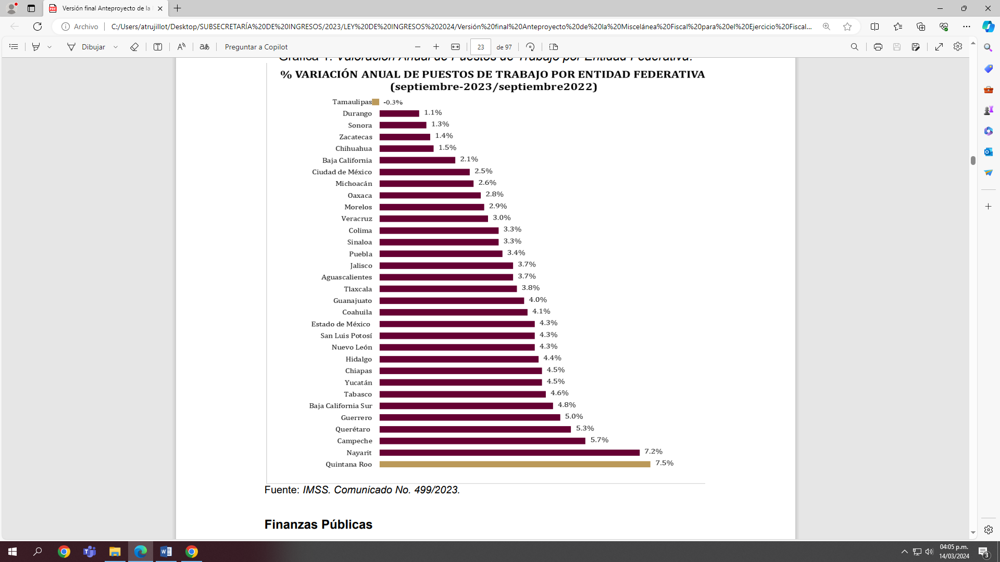 Versión final Anteproyecto de la
Archivo
C:/Users/atrujillot/Desktop/SUBSECRETARÍA%20DE%20INGRESOS/2023/LEY%20DE%20INGRESOS%202024/Versión%20final%20Anteproyecto%20de%20la%20Miscelánea%20Fiscal%20para%20el%20Ejercicio%20Fiscal...
Dibujar
Preguntar a Copilot
23
de 97
Gráfica 1. Valoración Anual de Puestos de Trabajo por Entidad Federativa.
% VARIACIÓN ANUAL DE PUESTOS DE TRABAJO POR ENTIDAD FEDERATIVA
(septiembre-2023/septiembre2022)
Tamaulipas -0.3%
Durango 1.1%
Sonora 1.3%
Zacatecas 1.4%
Chihuahua 1.5%
Baja California 2.1%
Ciudad de México 2.5%
Michoacán 2.6%
Oaxaca 2.8%
Morelos 2.9%
Veracruz 3.0%
Colima 3.3%
Sinaloa 3.3%
Puebla 3.4%
Jalisco 3.7%
Aguascalientes 3.7%
Tlaxcala 3.8%
Guanajuato 4.0%
Coahuila 4.1%
Estado de México 4.3%
San Luis Potosí 4.3%
Nuevo León 4.3%
Hidalgo 4.4%
Chiapas 4.5%
Yucatán 4.5%
Tabasco 4.6%
Baja California Sur 4.8%
Guerrero 5.0%
Querétaro 5.3%
Campeche 5.7%
Nayarit 7.2%
Quintana Roo 7.5%
Fuente: IMSS. Comunicado No. 499/2023.
Finanzas Públicas
04:05 p.m.
14/03/2024
3